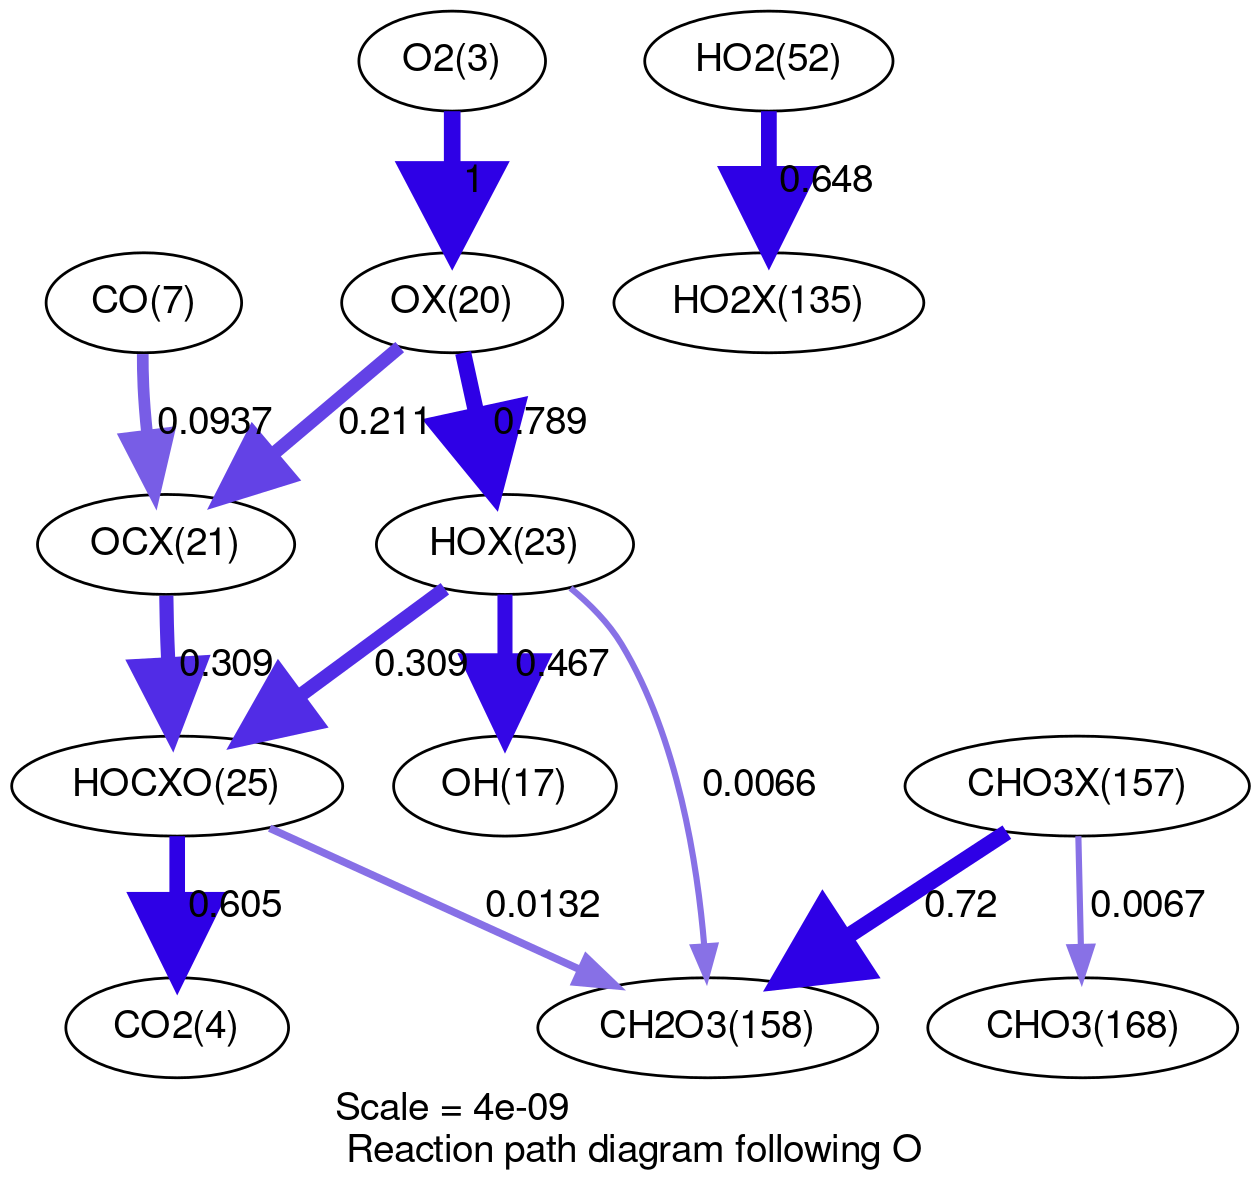 O2(3)
HO2(52)
1
0.648
CO(7)
OX(20)
HO2X(135)
0.0937
0.211
0.789
OCX(21)
HOX(23)
0.309
0.309
0.467
HOCXO(25)
OH(17)
0.0066
CHO3X(157)
0.605
0.0132
0.72
0.0067
CO2(4)
CH2O3(158)
CHO3(168)
Scale = 4e-09
Reaction path diagram following O